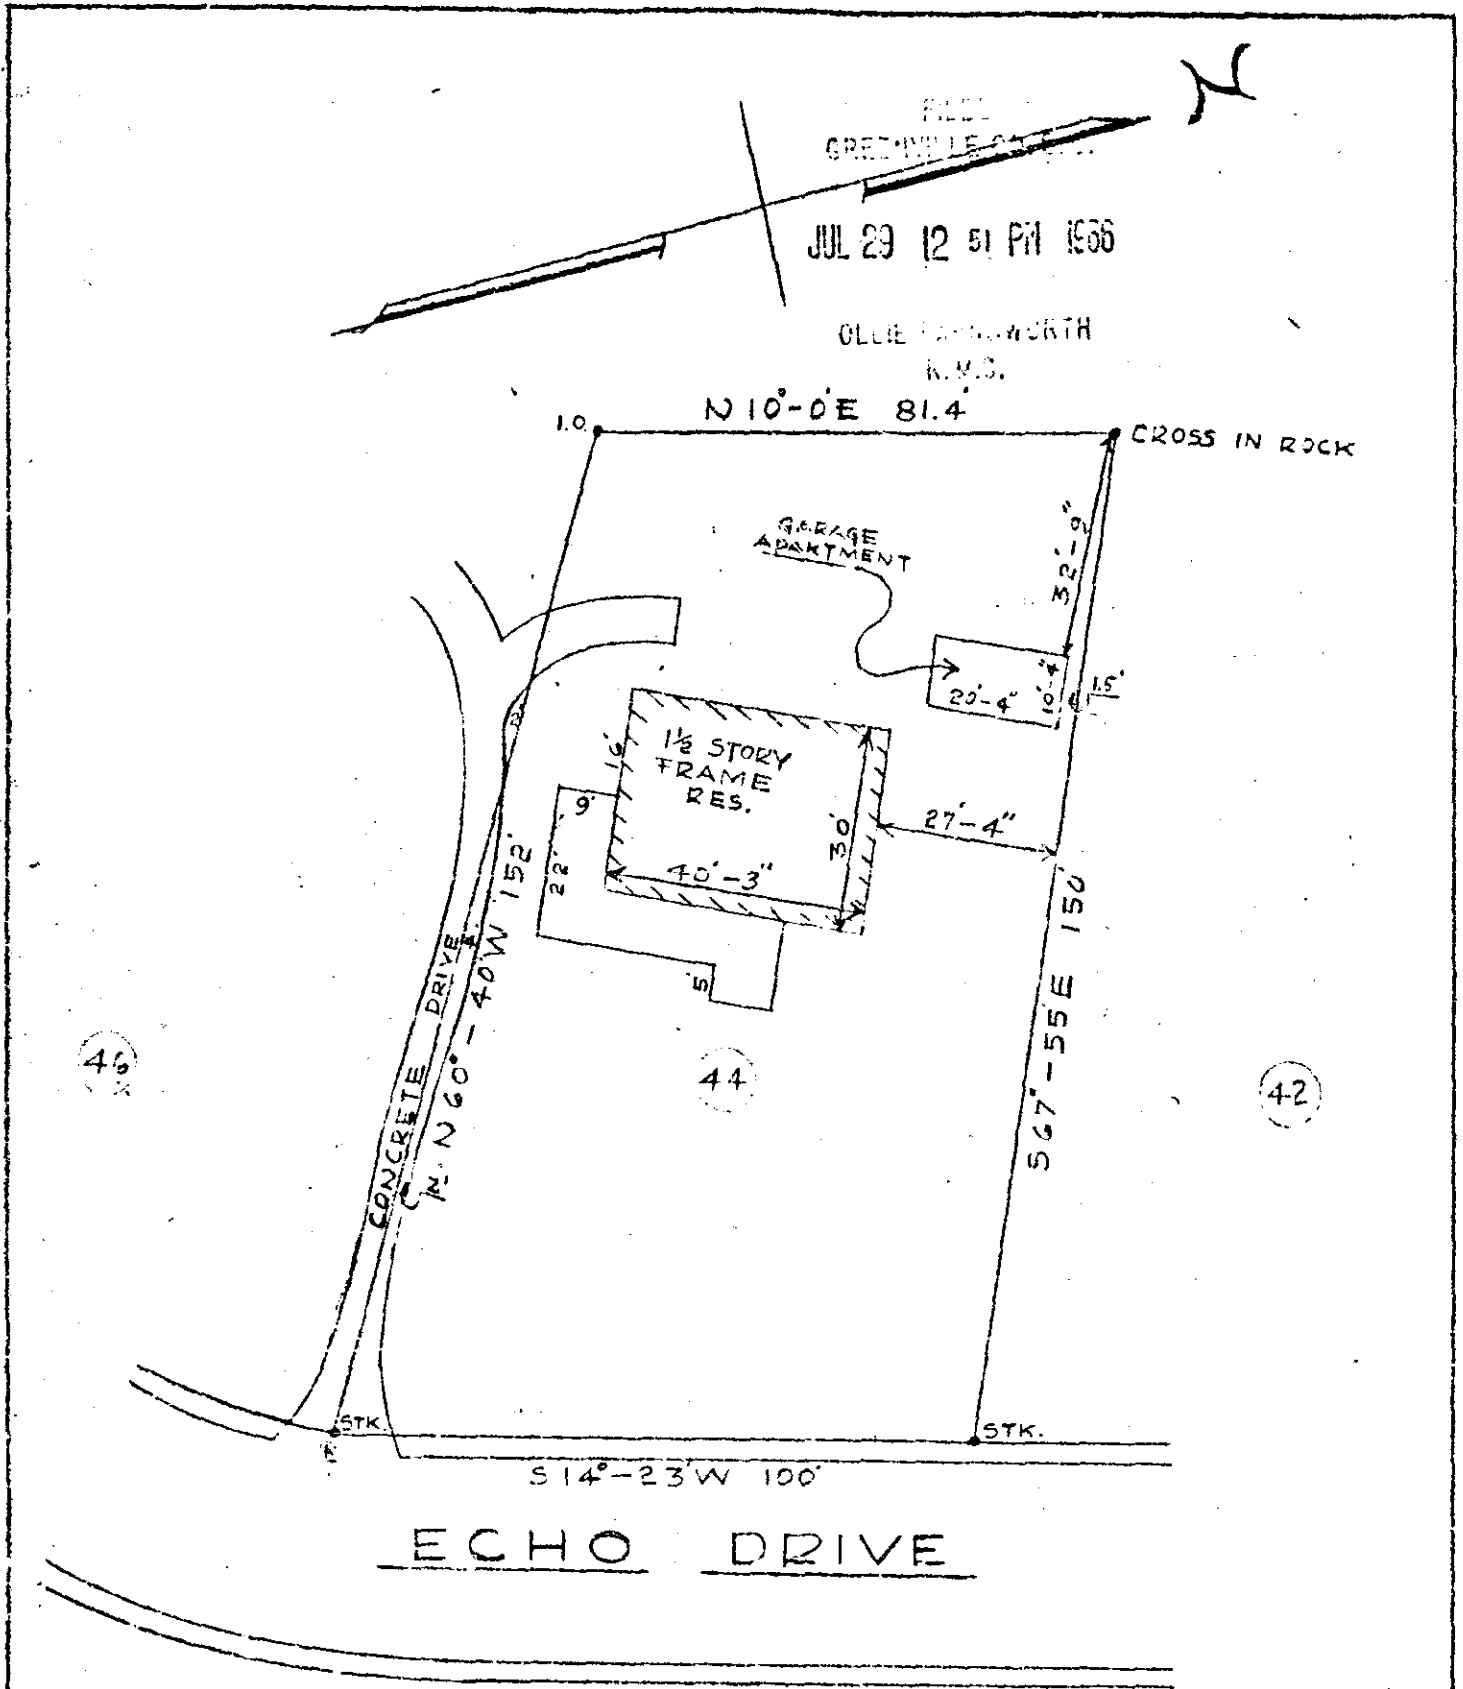 N
JUL 29 12 51 PM 1966
N 10°-0'E 81.4'
I.O.
CROSS IN ROCK
GARAGE
APARTMENT
32'-9"
20'-4"
10'-4"
1.5'
1½ STORY
FRAME
RES.
16'
9'
22'
30'
40'-3"
27'-4"
5'
CONCRETE DRIVE
N 60°-40'W 152'
S67°-55'E 150'
46
44
42
STK.
STK.
S 14°-23'W 100'
ECHO DRIVE